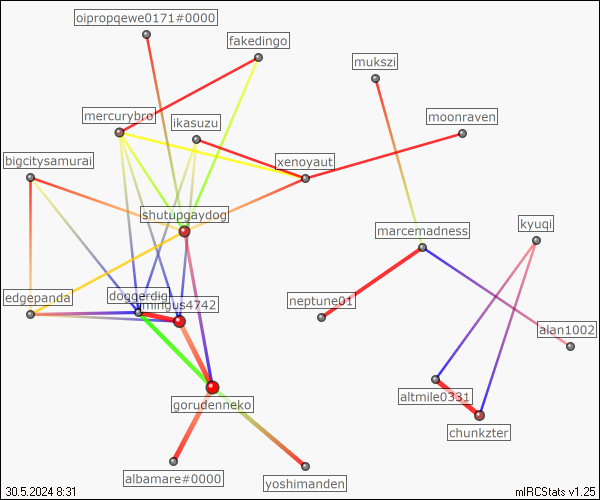 oipropqewe0171#0000
fakedingo
mukszi
mercurybro
ikasuzu
moonraven
bigcitysamurai
xenoyaut
shutupgaydog
kyuqi
marcemadness
edgepanda
doggerdigi
mingus4742
neptune01
alan1002
gorudenneko
altmile0331
chunkzter
albamare#0000
yoshimanden
30.5.2024 8:31
mIRCStats v1.25